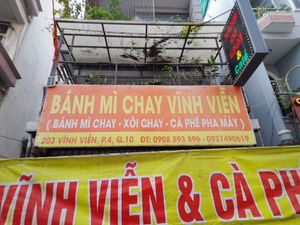 BÁNH MÌ CHAY VĨNH VIỄN
( BÁNH MÌ CHAY - XÔI CHAY - CÀ PHÊ PHA MÁY )
203 VĨNH VIỄN, P.4, Q.10 ĐT: 0908 893 896 - 0937490619
VĨNH VIỄN & CÀ PH